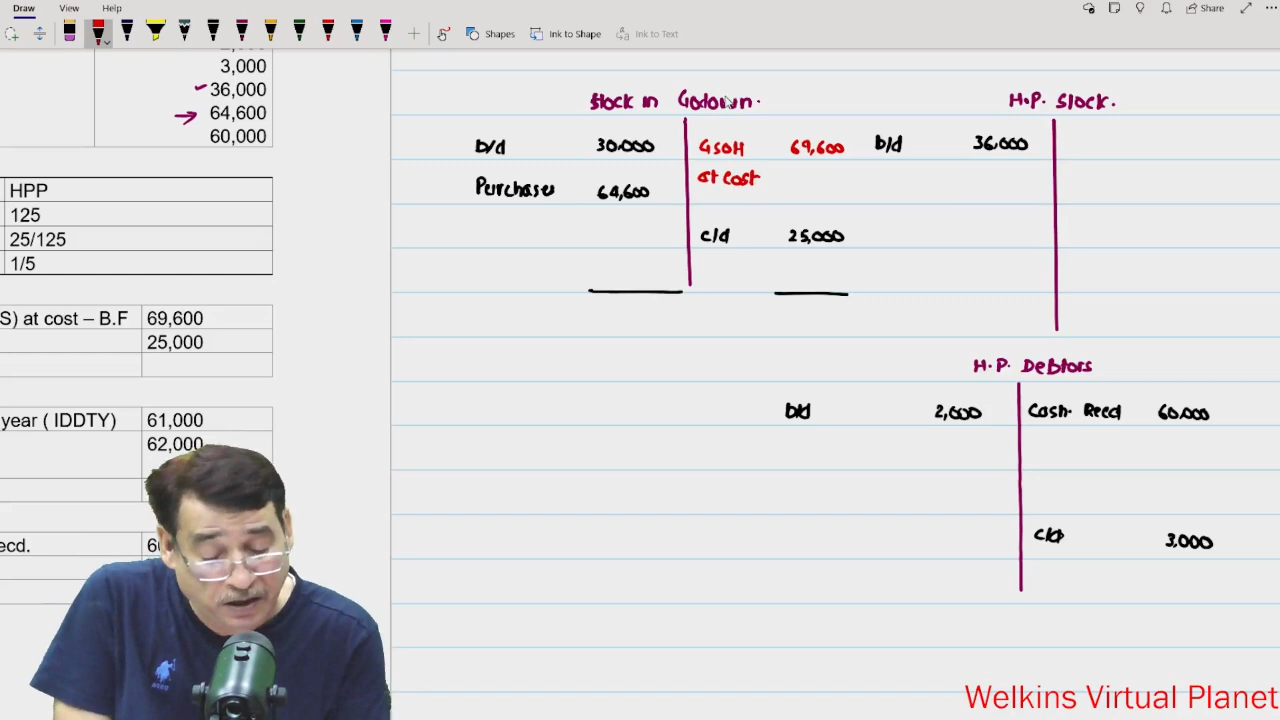 Draw View Help
Share
Shapes Ink to Shape Ink to Text
3,000
36,000
64,600
60,000
HPP
125
25/125
1/5
S) at cost – B.F 69,600
25,000
year ( IDDTY) 61,000
62,000
ecd.
Stock in Godown.
b/d 30,000 GSOH 69,600
Purchases 64,600 at cost
c/d 25,000
H.P. Stock.
b/d 36,000
H.P. Debtors
b/d 2,000 Cash Recd 60,000
c/d 3,000
Welkins Virtual Planet